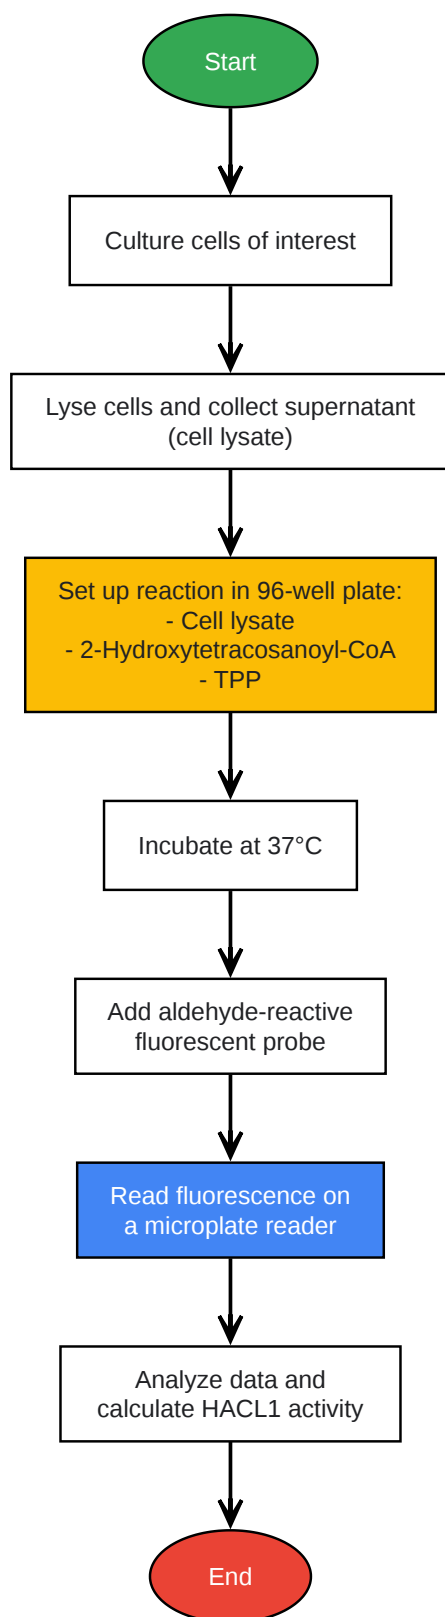 Start
Culture cells of interest
Lyse cells and collect supernatant
(cell lysate)
Set up reaction in 96-well plate:
- Cell lysate
- 2-Hydroxytetracosanoyl-CoA
- TPP
Incubate at 37°C
Add aldehyde-reactive
fluorescent probe
Read fluorescence on
a microplate reader
Analyze data and
calculate HACL1 activity
End